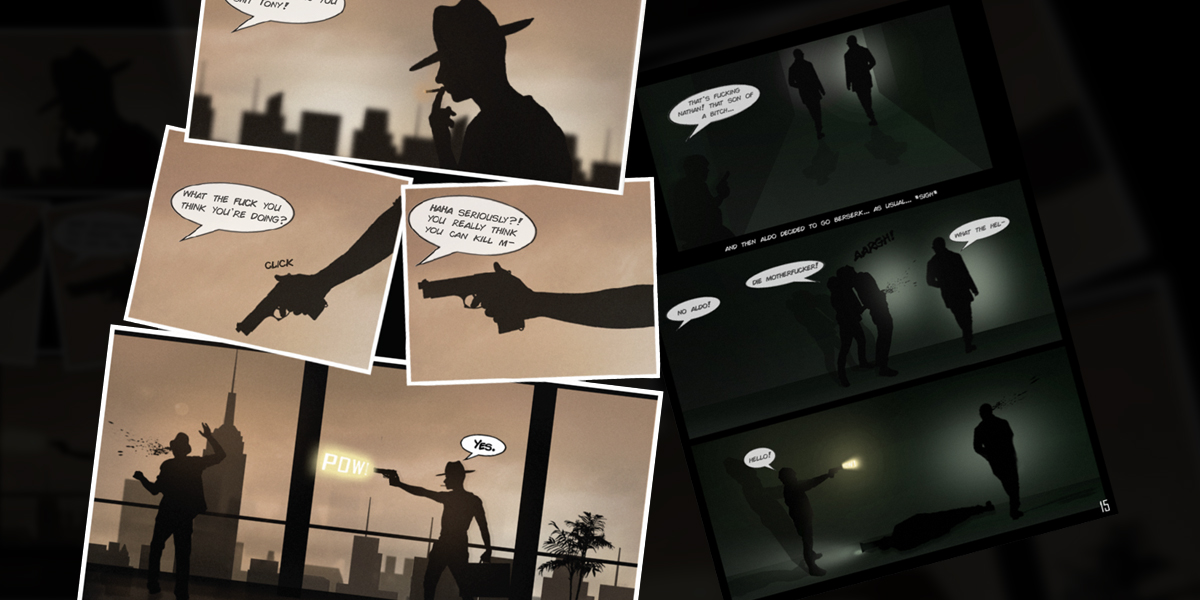 YOU
SHIT TONY!
WHAT THE FUCK YOU
THINK YOU'RE DOING?
CLICK
HAHA SERIOUSLY?!
YOU REALLY THINK
YOU CAN KILL M-
POW!
YES.
THAT'S FUCKING
NATHAN! THAT SON OF
A BITCH...
AND THEN ALDO DECIDED TO GO BERSERK... AS USUAL... *SIGH*
NO ALDO!
DIE MOTHERFUCKER!
AARGH!
WHAT THE HEL-
HELLO!
15